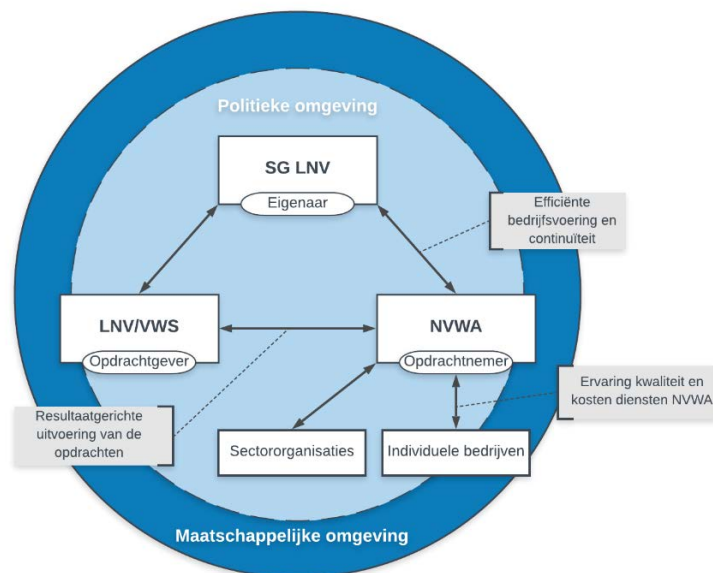 Politieke omgeving
SG LNV
Eigenaar
Efficiënte
bedrijfsvoering en
continuïteit
LNV/VWS
Opdrachtgever
NVWA
Opdrachtnemer
Ervaring kwaliteit en
kosten diensten NVWA
Resultaatgerichte
uitvoering van de
opdrachten
Sectororganisaties
Individuele bedrijven
Maatschappelijke omgeving